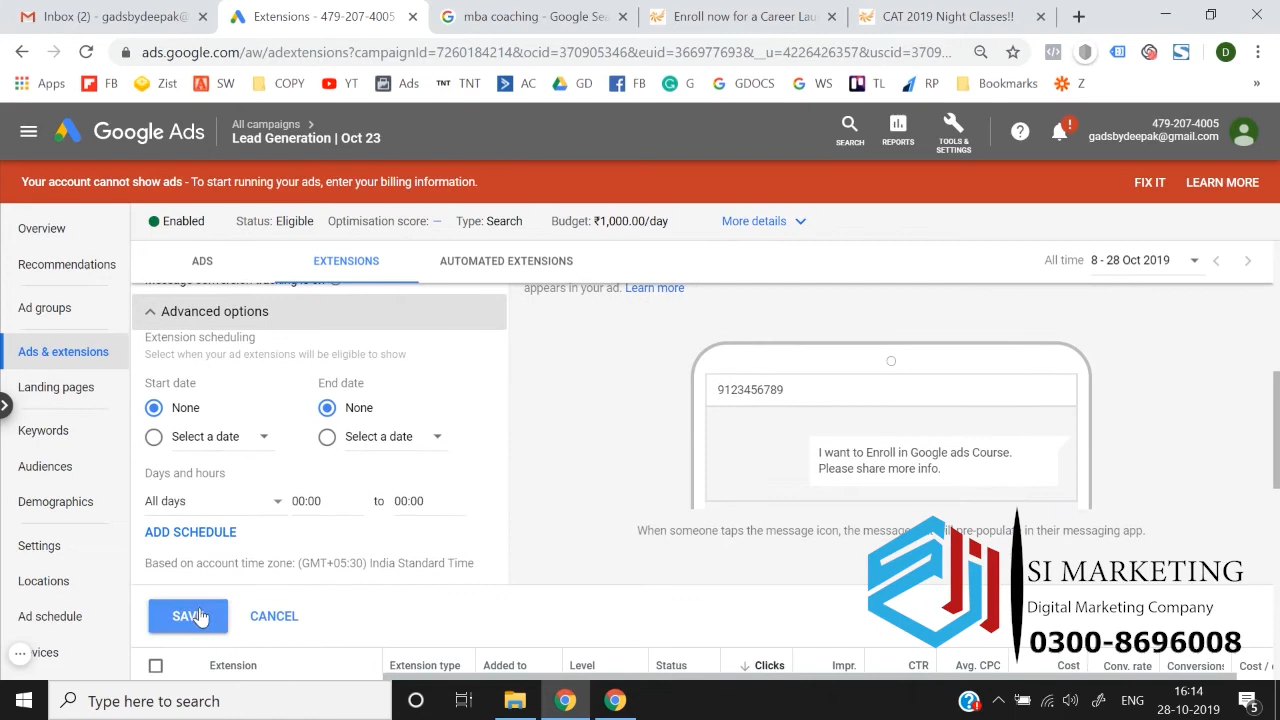 Inbox (2) - gadsbydeepak@
Extensions - 479-207-4005
mba coaching - Google Se
Enroll now for a Career Lau
CAT 2019 Night Classes!!
ads.google.com/aw/adextensions?campaignId=7260184214&ocid=370905346&euid=366977693&__u=4226426357&uscid=3709...
D
Apps FB Zist SW COPY YT Ads TNT TNT AC GD FB G GDOCS WS TL RP Bookmarks Z
Google Ads
All campaigns
Lead Generation | Oct 23
SEARCH
REPORTS
TOOLS & SETTINGS
479-207-4005
gadsbydeepak@gmail.com
Your account cannot show ads - To start running your ads, enter your billing information.
FIX IT
LEARN MORE
Overview
Recommendations
Ad groups
Ads & extensions
Landing pages
Keywords
Audiences
Demographics
Settings
Locations
Ad schedule
Enabled Status: Eligible Optimisation score: – Type: Search Budget: ₹1,000.00/day More details
ADS EXTENSIONS AUTOMATED EXTENSIONS
All time 8 - 28 Oct 2019
appears in your ad. Learn more
Advanced options
Extension scheduling
Select when your ad extensions will be eligible to show
Start date End date
None None
Select a date Select a date
Days and hours
All days 00:00 to 00:00
ADD SCHEDULE
Based on account time zone: (GMT+05:30) India Standard Time
SAVE CANCEL
9123456789
I want to Enroll in Google ads Course.
Please share more info.
When someone taps the message icon, the message pre-populated in their messaging app.
SI MARKETING
Digital Marketing Company
0300-8696008
Extension Extension type Added to Level Status Clicks Impr. CTR Avg. CPC Cost Conv. rate Conversions Cost /
Type here to search
ENG
16:14
28-10-2019
5